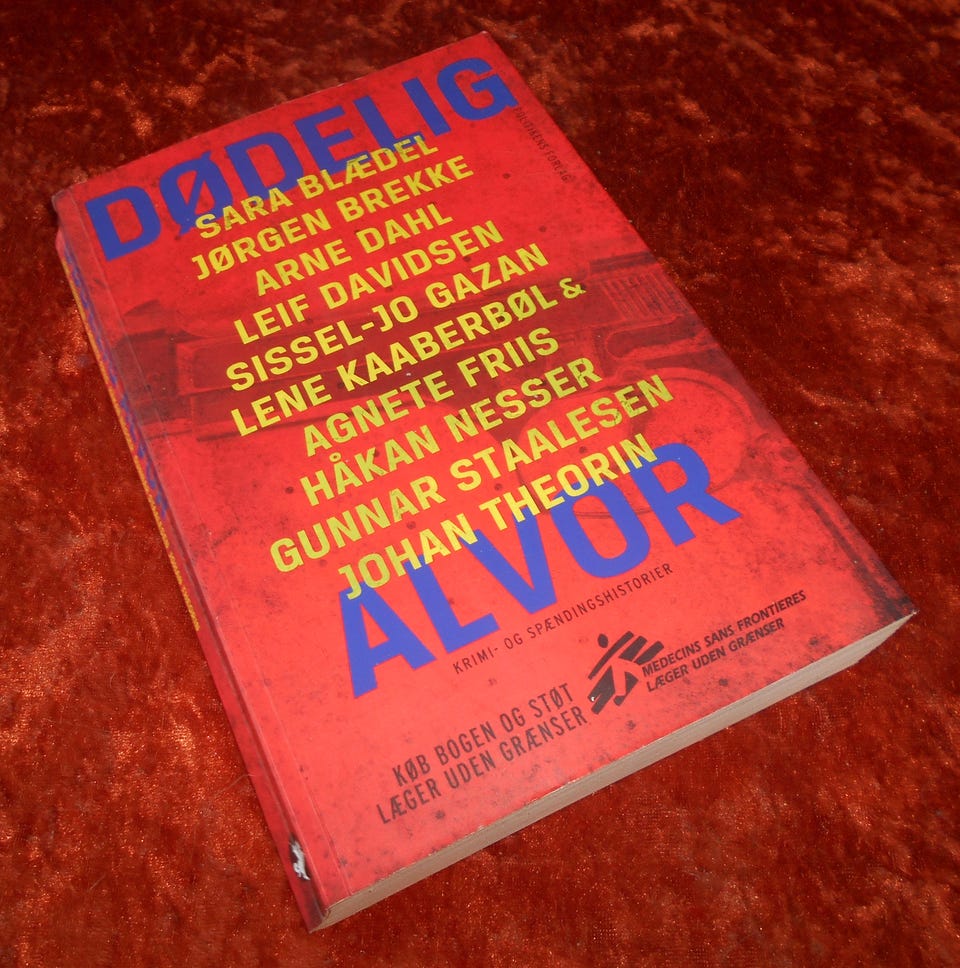 DØDELIG
POLITIKENS FORLAG
SARA BLÆDEL
JØRGEN BREKKE
ARNE DAHL
LEIF DAVIDSEN
SISSEL-JO GAZAN
LENE KAABERBØL &
AGNETE FRIIS
HÅKAN NESSER
GUNNAR STAALESEN
JOHAN THEORIN
ALVOR
KRIMI- OG SPÆNDINGSHISTORIER
KØB BOGEN OG STØT
LÆGER UDEN GRÆNSER
MEDECINS SANS FRONTIERES
LÆGER UDEN GRÆNSER